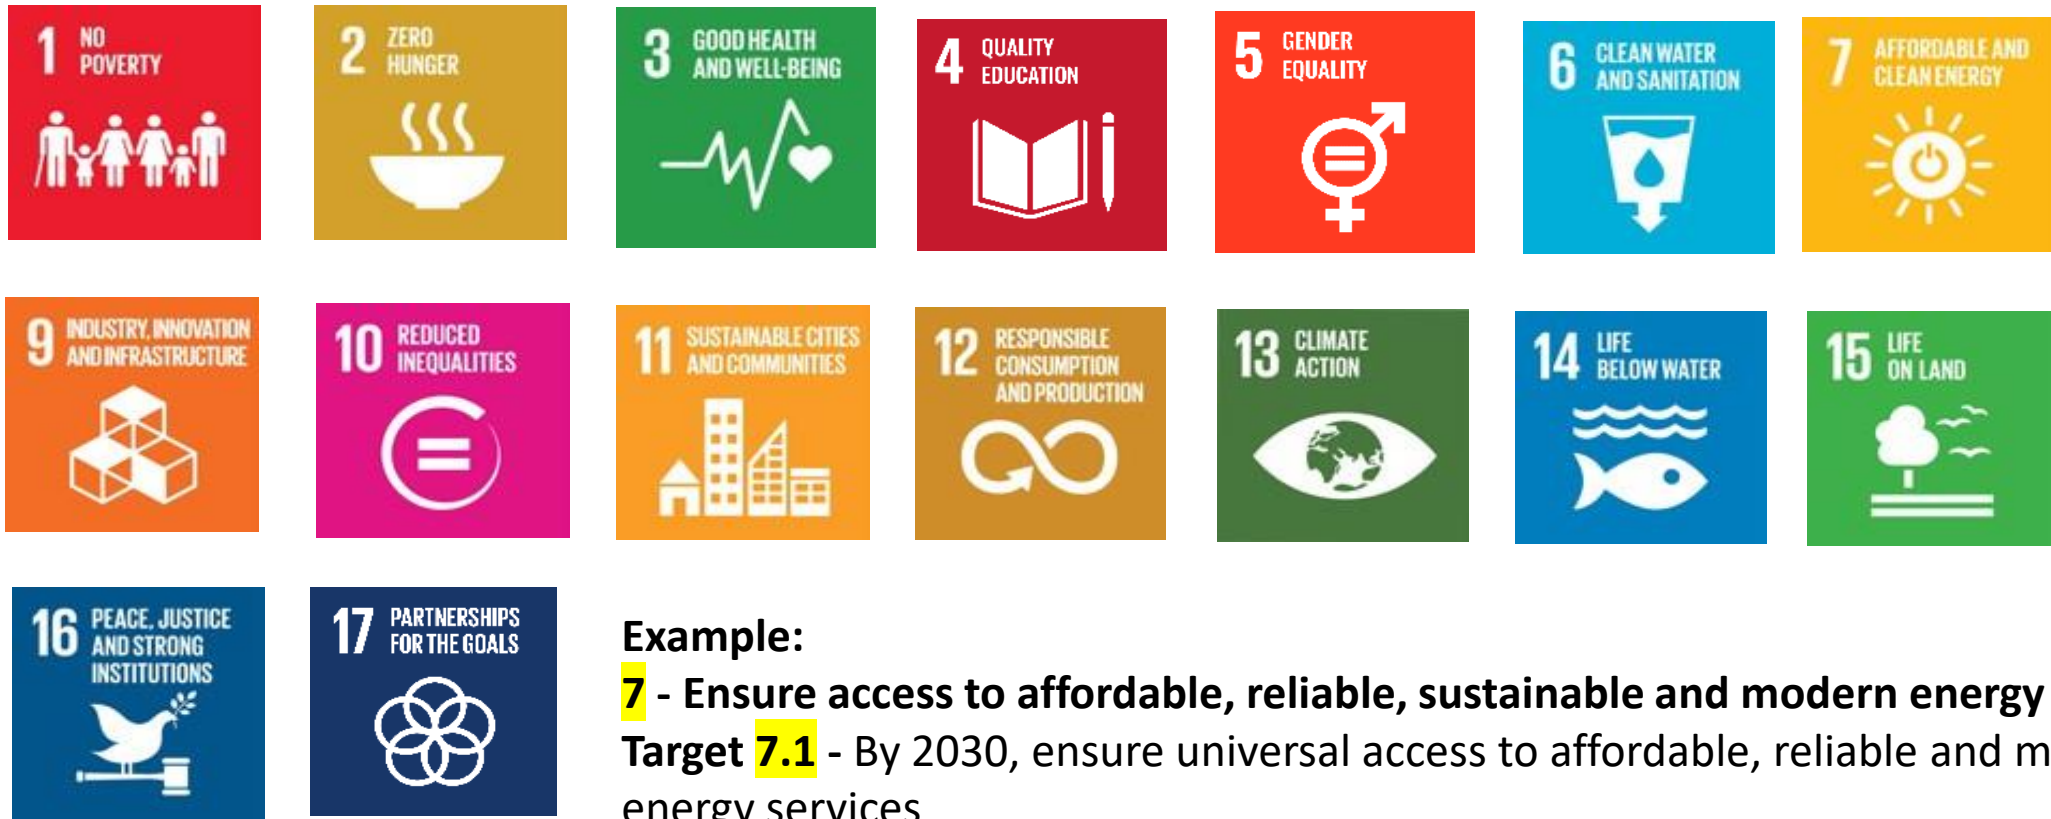 1 NO
POVERTY
2 ZERO
HUNGER
3 GOOD HEALTH
AND WELL-BEING
4 QUALITY
EDUCATION
5 GENDER
EQUALITY
6 CLEAN WATER
AND SANITATION
7 AFFORDABLE AND
CLEAN ENERGY
9 INDUSTRY, INNOVATION
AND INFRASTRUCTURE
10 REDUCED
INEQUALITIES
11 SUSTAINABLE CITIES
AND COMMUNITIES
12 RESPONSIBLE
CONSUMPTION
AND PRODUCTION
13 CLIMATE
ACTION
14 LIFE
BELOW WATER
15 LIFE
ON LAND
16 PEACE, JUSTICE
AND STRONG
INSTITUTIONS
17 PARTNERSHIPS
FOR THE GOALS
Example:
7 - Ensure access to affordable, reliable, sustainable and modern energy
Target 7.1 - By 2030, ensure universal access to affordable, reliable and m
energy services